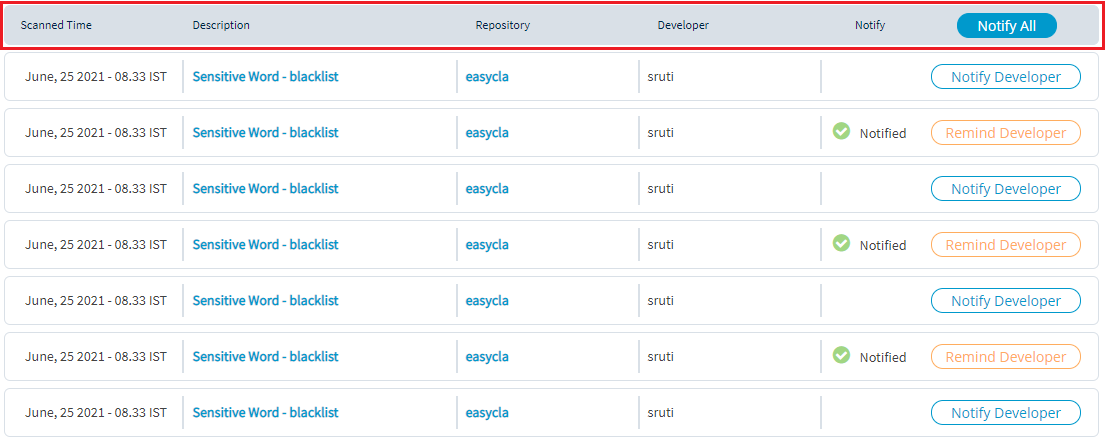 Scanned Time Description Repository Developer Notify Notify All
June, 25 2021 - 08.33 IST Sensitive Word - blacklist easycla sruti Notify Developer
June, 25 2021 - 08.33 IST Sensitive Word - blacklist easycla sruti Notified Remind Developer
June, 25 2021 - 08.33 IST Sensitive Word - blacklist easycla sruti Notify Developer
June, 25 2021 - 08.33 IST Sensitive Word - blacklist easycla sruti Notified Remind Developer
June, 25 2021 - 08.33 IST Sensitive Word - blacklist easycla sruti Notify Developer
June, 25 2021 - 08.33 IST Sensitive Word - blacklist easycla sruti Notified Remind Developer
June, 25 2021 - 08.33 IST Sensitive Word - blacklist easycla sruti Notify Developer